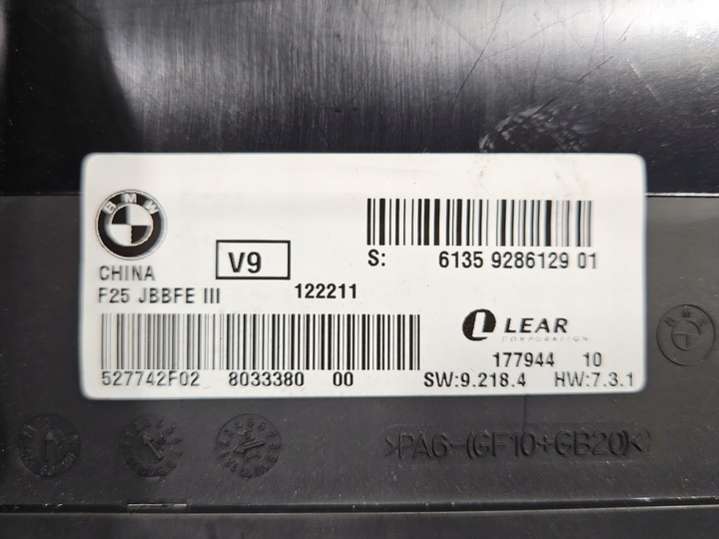 BMW
CHINA
V9
S: 6135 9286129 01
F25 JBBFE III 122211
LEAR
CORPORATION
527742F02 8033380 00
177944 10
SW:9.218.4 HW:7.3.1
>PA6-(GF10+GB20)<